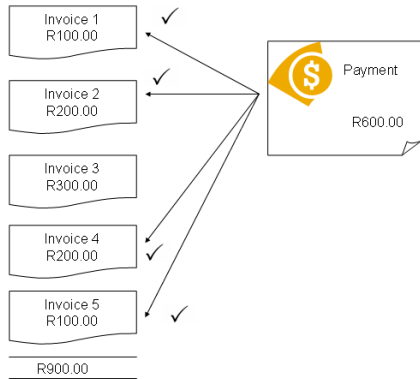 Invoice 1
R100.00
Invoice 2
R200.00
Invoice 3
R300.00
Invoice 4
R200.00
Invoice 5
R100.00
R900.00
$
Payment
R600.00